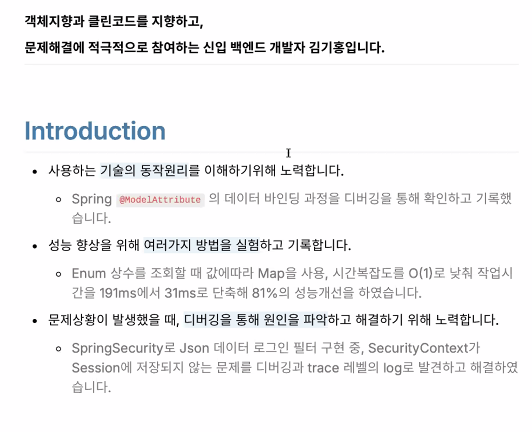 객체지향과 클린코드를 지향하고,
문제해결에 적극적으로 참여하는 신입 백엔드 개발자 김기홍입니다.
Introduction
• 사용하는 기술의 동작원리를 이해하기위해 노력합니다.
◦ Spring @ModelAttribute 의 데이터 바인딩 과정을 디버깅을 통해 확인하고 기록했
습니다.
• 성능 향상을 위해 여러가지 방법을 실험하고 기록합니다.
◦ Enum 상수를 조회할 때 값에따라 Map을 사용, 시간복잡도를 O(1)로 낮춰 작업시
간을 191ms에서 31ms로 단축해 81%의 성능개선을 하였습니다.
• 문제상황이 발생했을 때, 디버깅을 통해 원인을 파악하고 해결하기 위해 노력합니다.
◦ SpringSecurity로 Json 데이터 로그인 필터 구현 중, SecurityContext가
Session에 저장되지 않는 문제를 디버깅과 trace 레벨의 log로 발견하고 해결하였
습니다.